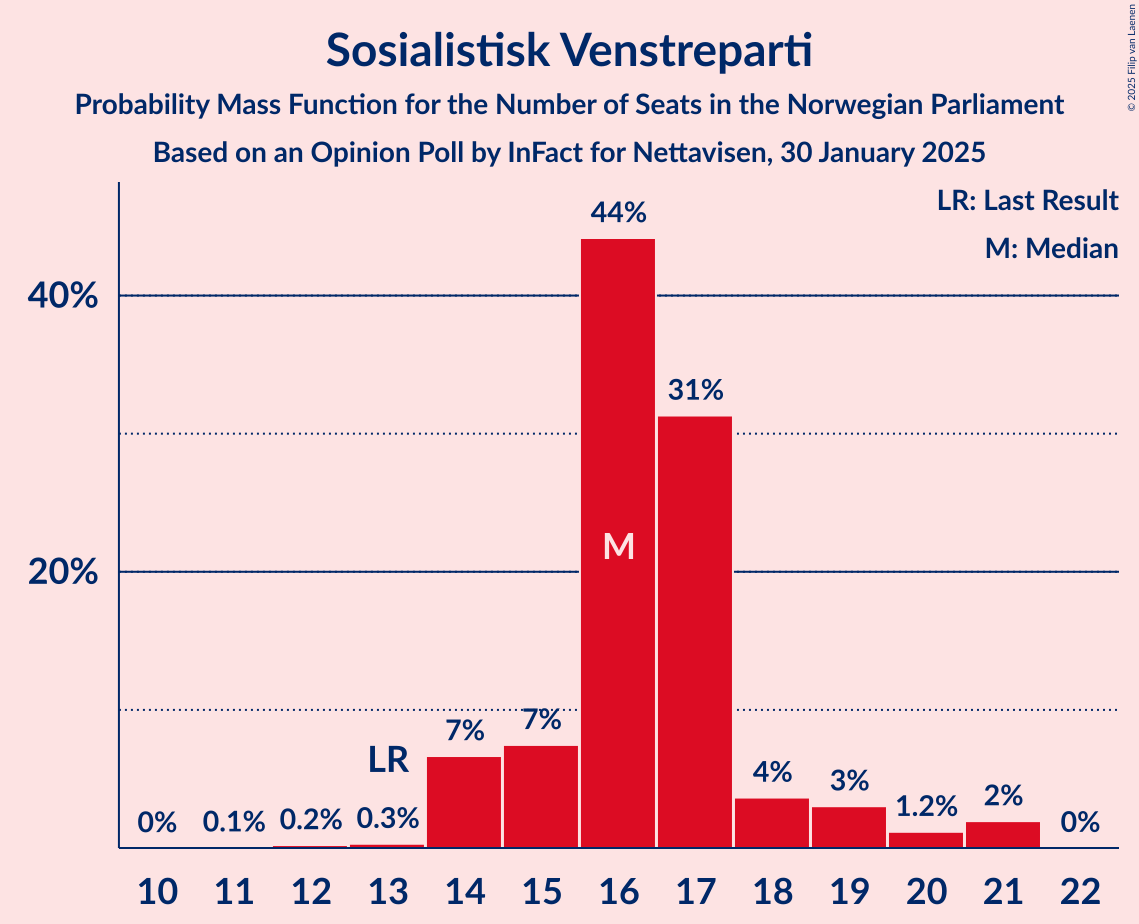 Sosialistisk Venstreparti
Probability Mass Function for the Number of Seats in the Norwegian Parliament
Based on an Opinion Poll by InFact for Nettavisen, 30 January 2025
© 2025 Filip van Laenen
LR: Last Result
M: Median
40%
20%
0%
0.1%
0.2%
0.3%
LR
7%
7%
44%
M
31%
4%
3%
1.2%
2%
0%
10 11 12 13 14 15 16 17 18 19 20 21 22